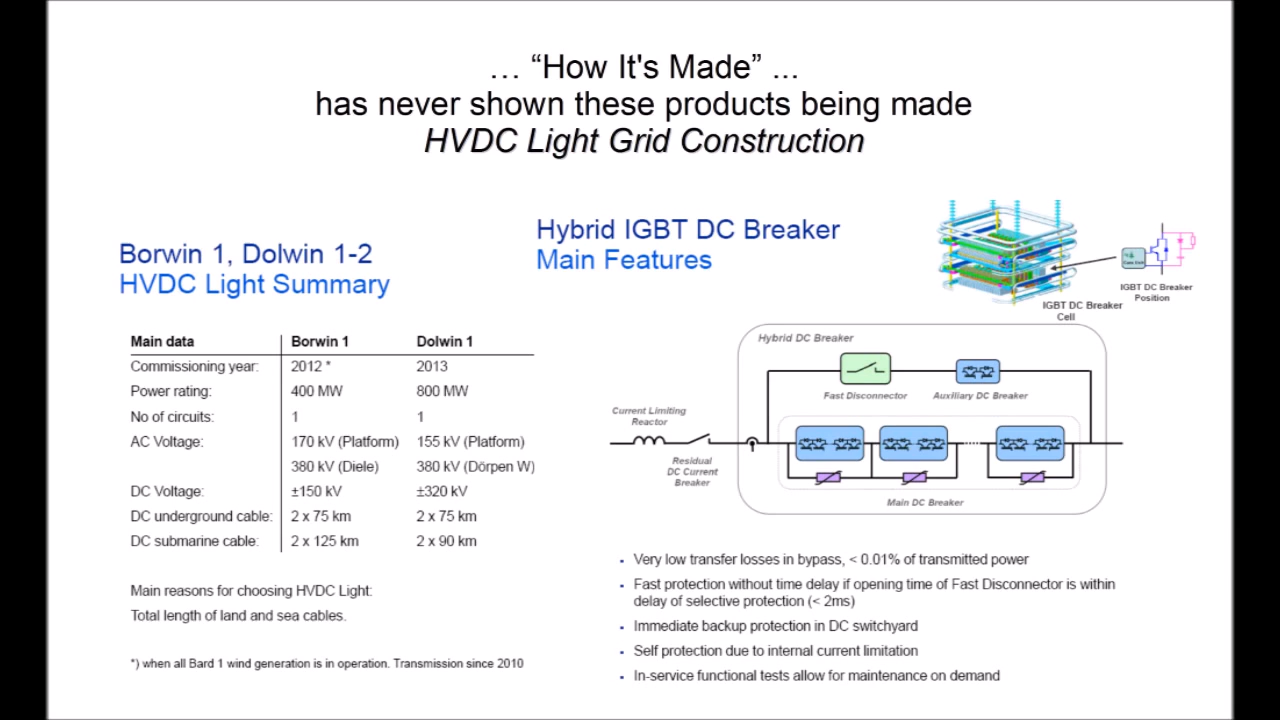 … “How It's Made” ...
has never shown these products being made
HVDC Light Grid Construction
Borwin 1, Dolwin 1-2
HVDC Light Summary
Main data Borwin 1 Dolwin 1
Commissioning year: 2012 * 2013
Power rating: 400 MW 800 MW
No of circuits: 1 1
AC Voltage: 170 kV (Platform) 155 kV (Platform)
380 kV (Diele) 380 kV (Dörpen W)
DC Voltage: ±150 kV ±320 kV
DC underground cable: 2 x 75 km 2 x 75 km
DC submarine cable: 2 x 125 km 2 x 90 km
Main reasons for choosing HVDC Light:
Total length of land and sea cables.
*) when all Bard 1 wind generation is in operation. Transmission since 2010
Hybrid IGBT DC Breaker
Main Features
IGBT DC Breaker
Position
IGBT DC Breaker
Cell
Hybrid DC Breaker
Fast Disconnector
Auxiliary DC Breaker
Current Limiting
Reactor
Residual
DC Current
Breaker
Main DC Breaker
▪ Very low transfer losses in bypass, < 0.01% of transmitted power
▪ Fast protection without time delay if opening time of Fast Disconnector is within
delay of selective protection (< 2ms)
▪ Immediate backup protection in DC switchyard
▪ Self protection due to internal current limitation
▪ In-service functional tests allow for maintenance on demand